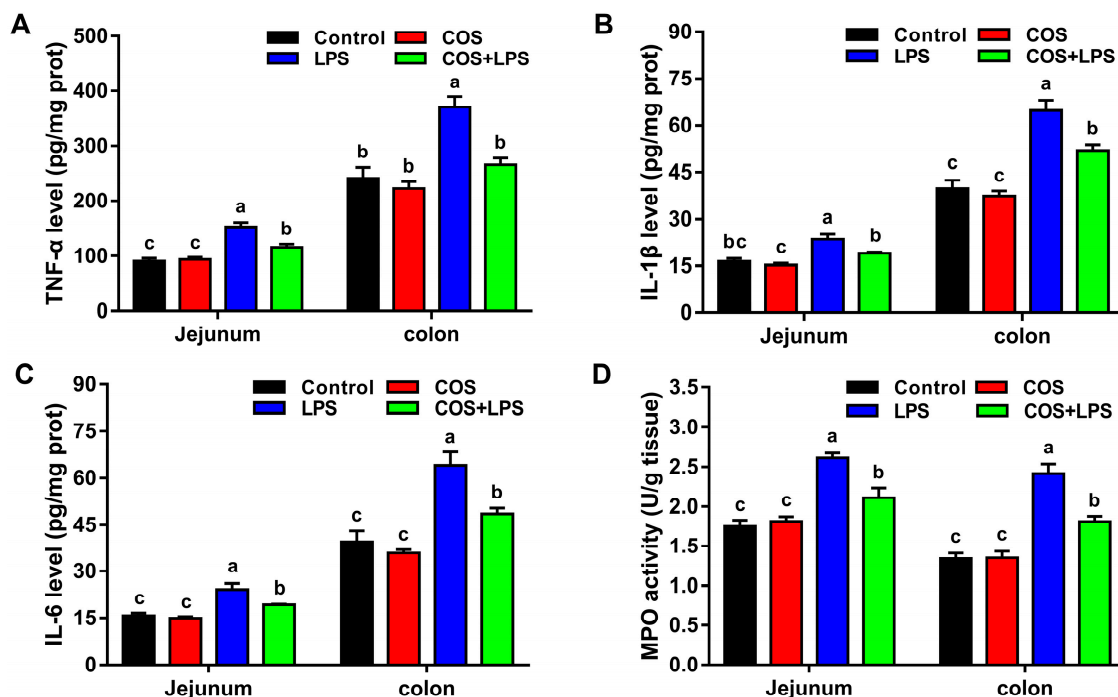 A
TNF-α level (pg/mg prot)
500
400
300
200
100
0
Control COS
LPS COS+LPS
c c a b b b a b
Jejunum colon
B
IL-1β level (pg/mg prot)
90
75
60
45
30
15
0
Control COS
LPS COS+LPS
bc c a b c c a b
Jejunum colon
C
IL-6 level (pg/mg prot)
90
75
60
45
30
15
0
Control COS
LPS COS+LPS
c c a b c c a b
Jejunum colon
D
MPO activity (U/g tissue)
3.5
3.0
2.5
2.0
1.5
1.0
0.5
0.0
Control COS
LPS COS+LPS
c c a b c c a b
Jejunum colon